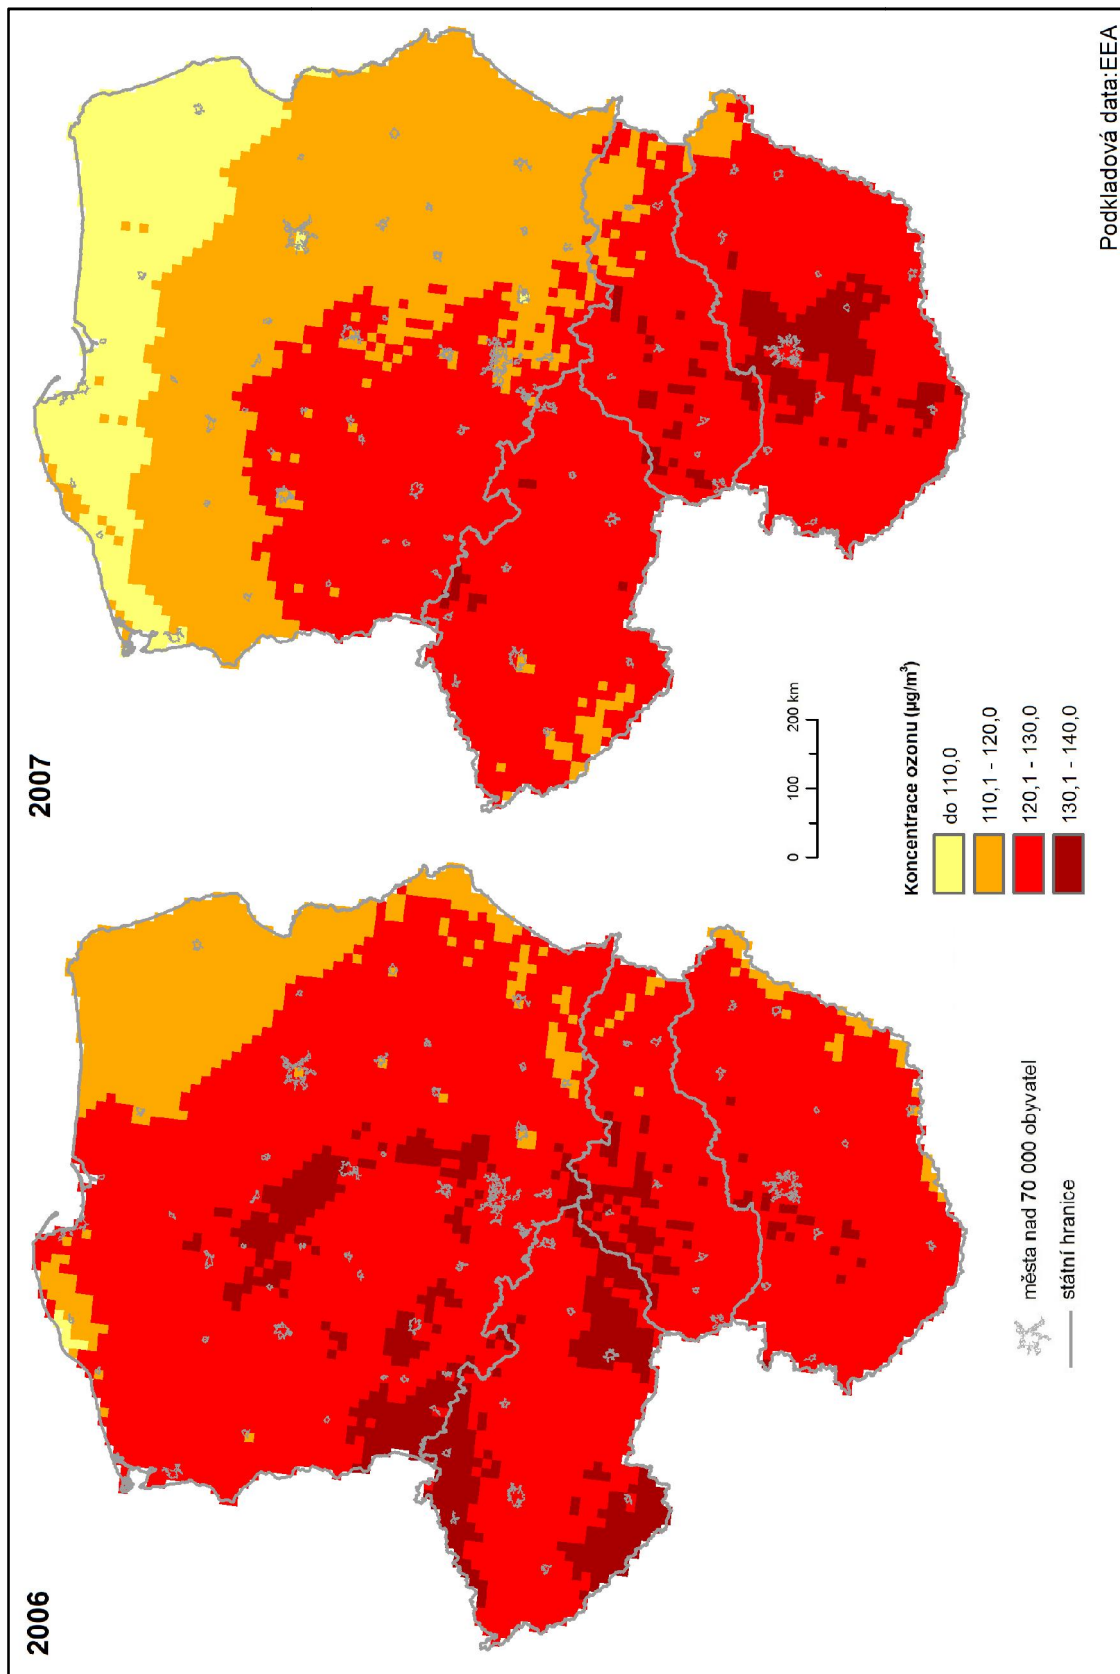 2006
2007
0
100
200 km
Koncentrace ozonu (µg/m³)
do 110,0
110,1 - 120,0
120,1 - 130,0
130,1 - 140,0
města nad 70 000 obyvatel
státní hranice
Podkladová data:EEA